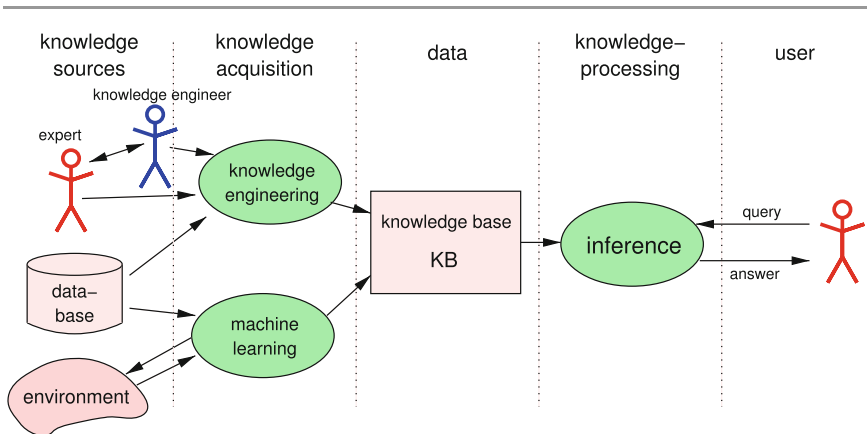 knowledge
sources
knowledge
acquisition
data
knowledge–
processing
user
knowledge engineer
expert
knowledge
engineering
knowledge base
KB
inference
query
answer
data–
base
machine
learning
environment